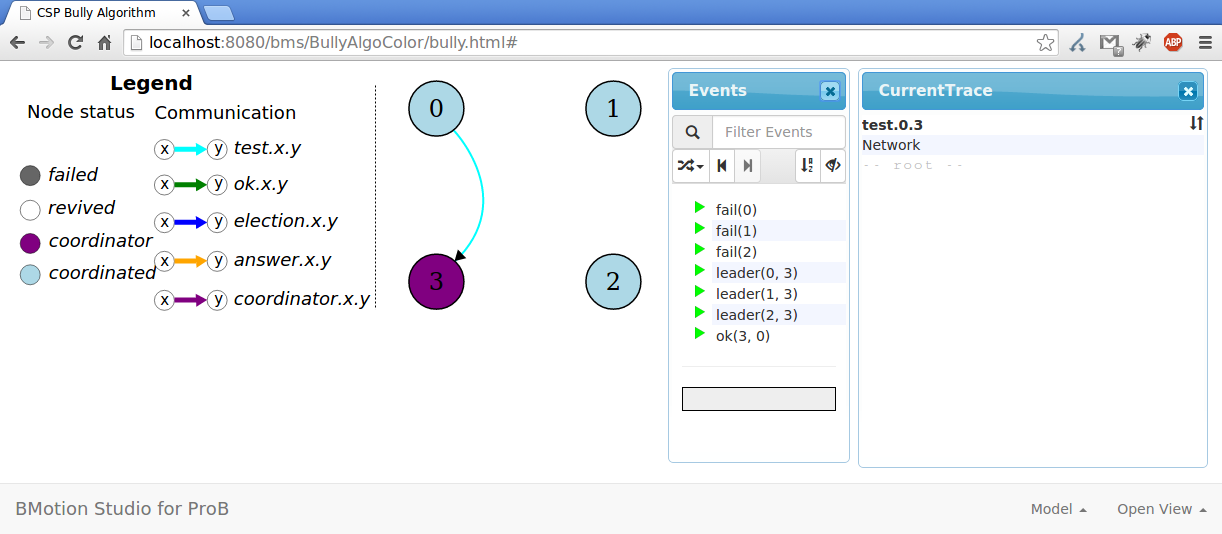 CSP Bully Algorithm
localhost:8080/bms/BullyAlgoColor/bully.html#
?
ABP
Legend
Node status
Communication
failed
revived
coordinator
coordinated
x y test.x.y
x y ok.x.y
x y election.x.y
x y answer.x.y
x y coordinator.x.y
0
1
3
2
Events
Filter Events
fail(0)
fail(1)
fail(2)
leader(0, 3)
leader(1, 3)
leader(2, 3)
ok(3, 0)
CurrentTrace
test.0.3
Network
-- root --
BMotion Studio for ProB
Model
Open View